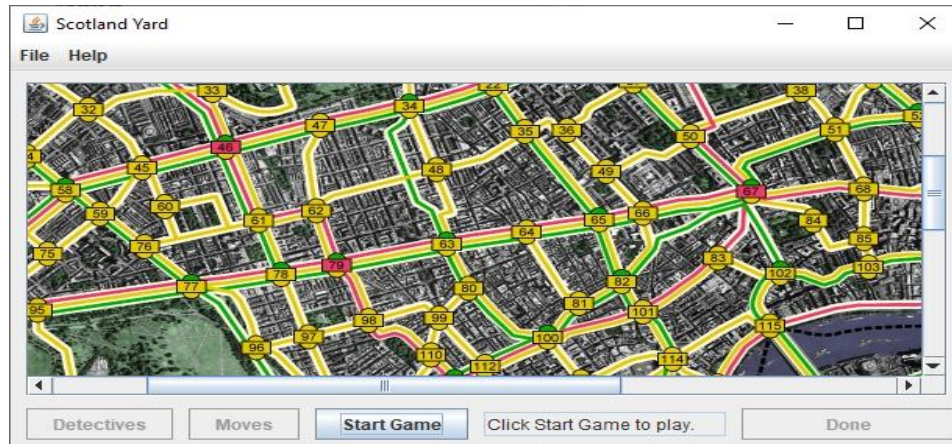 Scotland Yard
File Help
33 38
32 34 22
47 51 52
35 36 50
46
45 48 49
58 67 68
60 62
59 61 65 66 84
76 63 64 85
75 83 103
79
78 102
77 82
80
95 81
98 99 101
97 115
96 100
110 114
112
Detectives Moves Start Game Click Start Game to play. Done